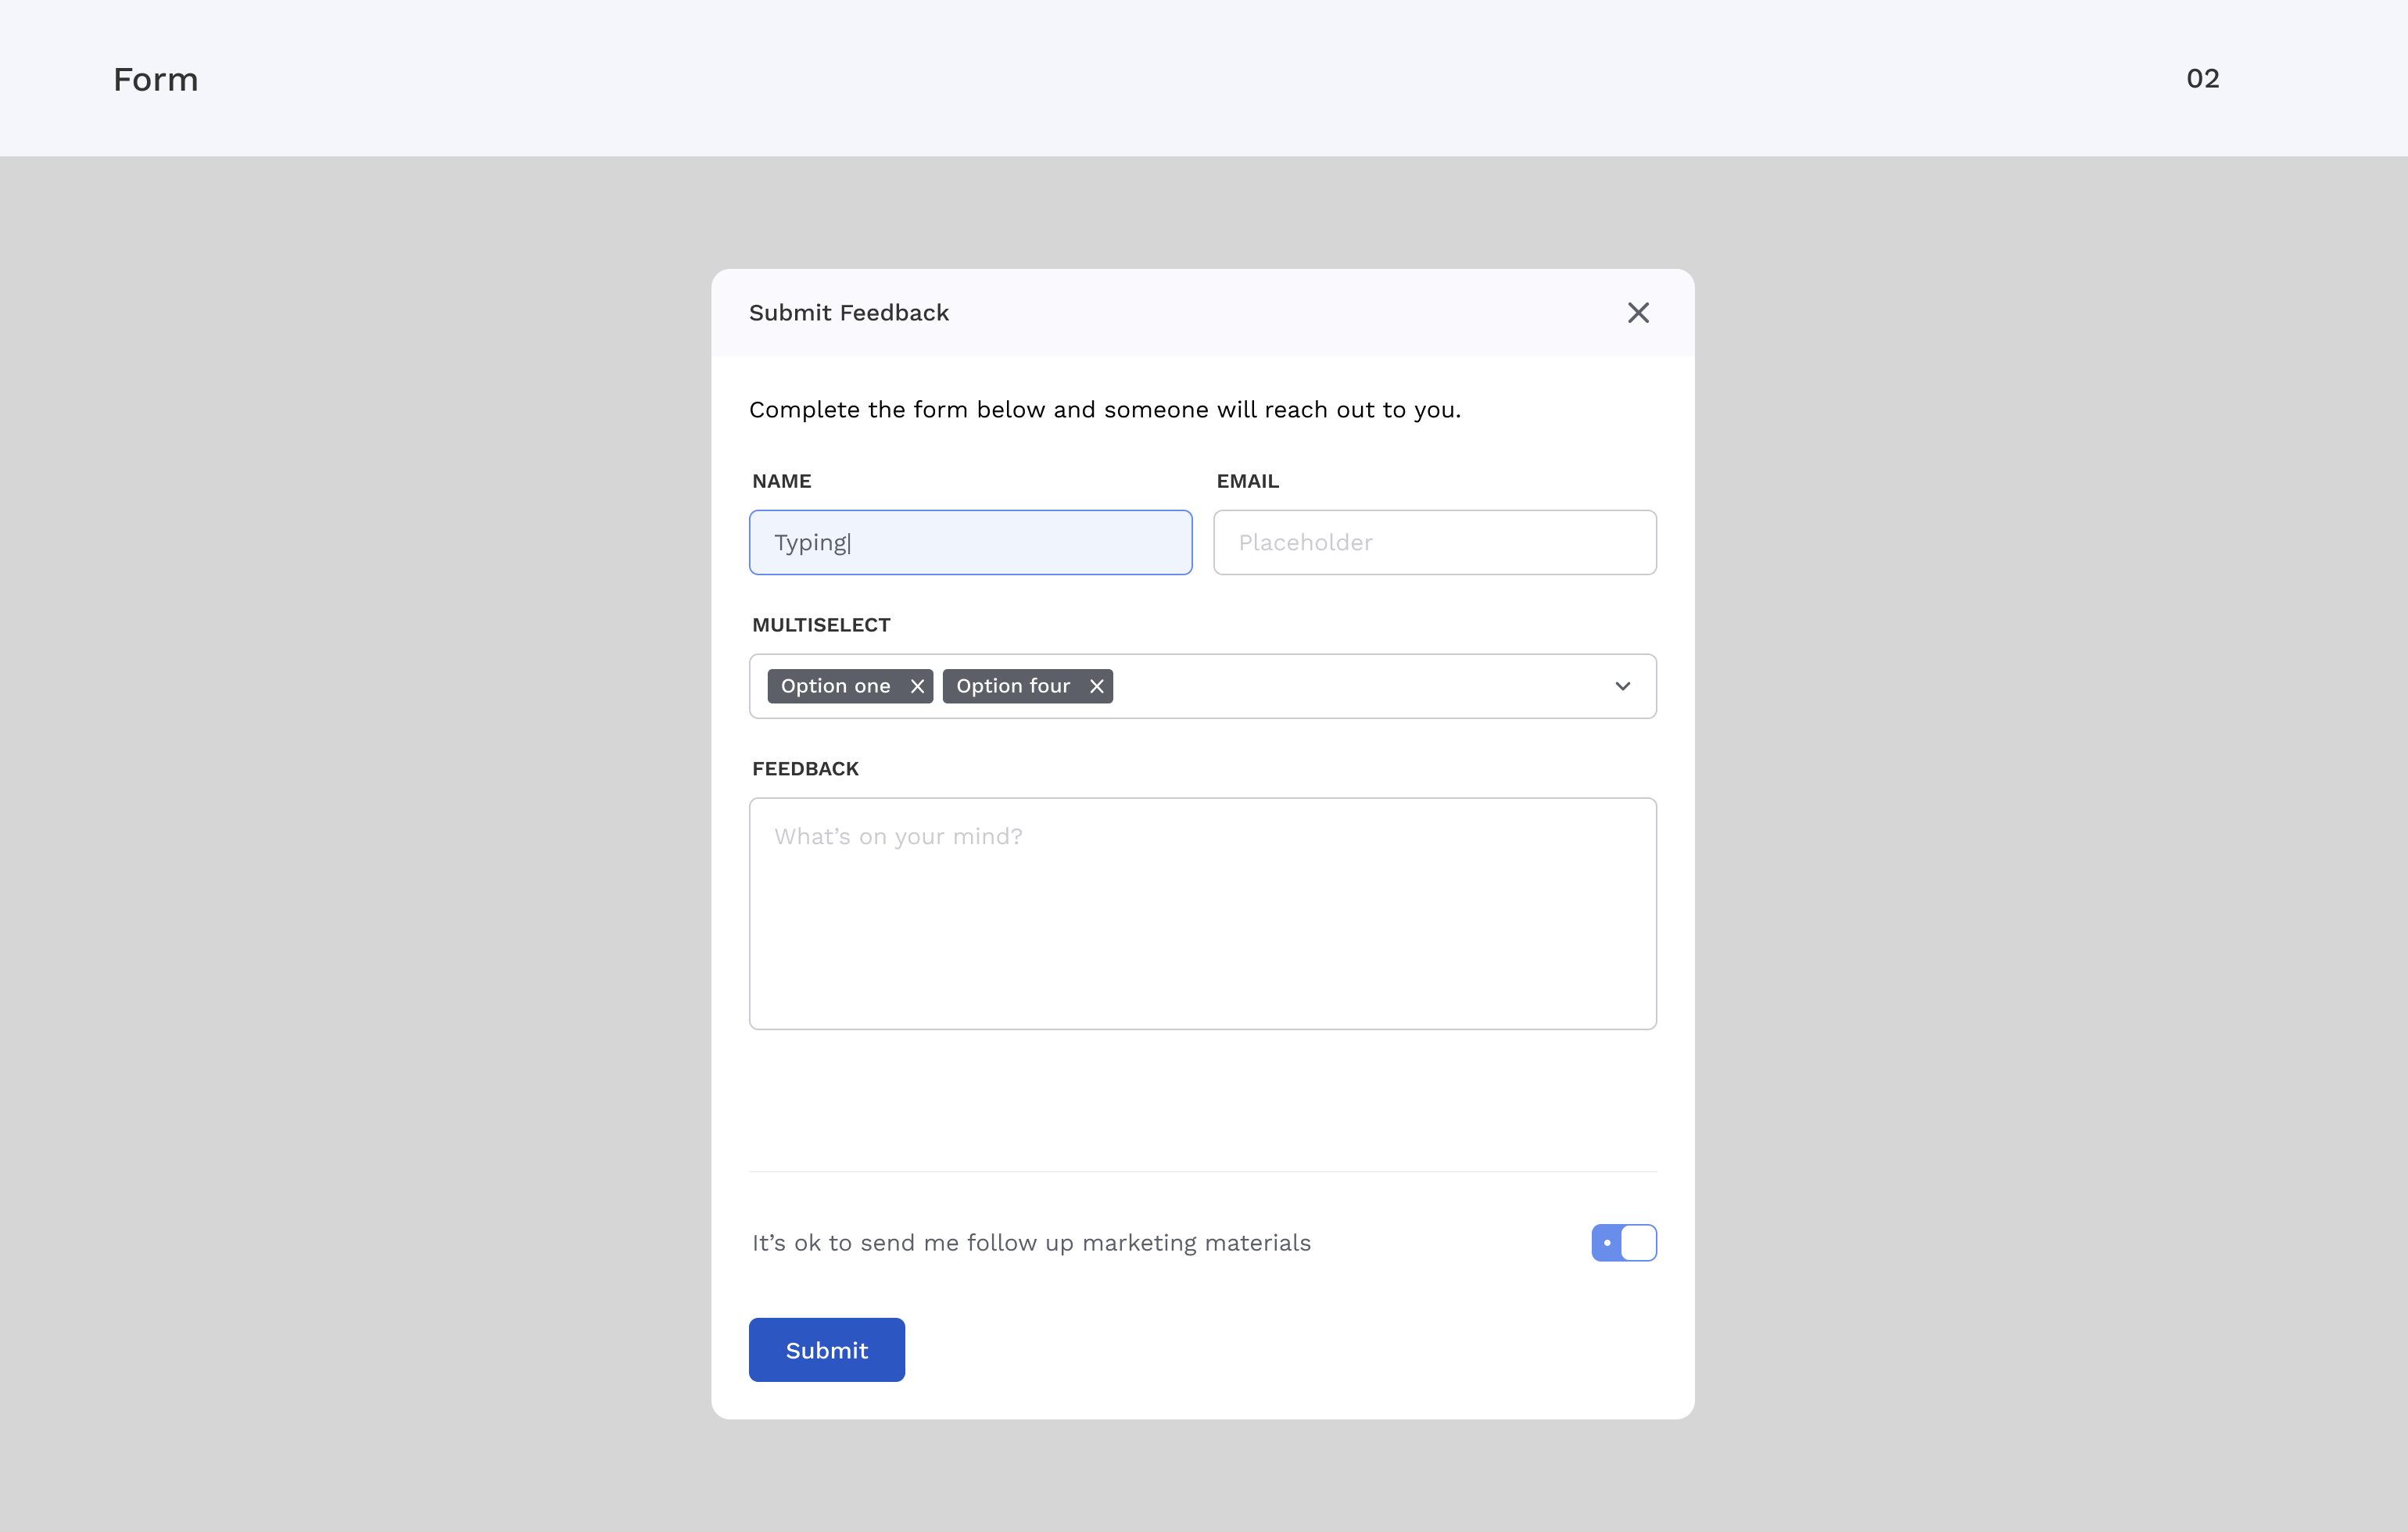 Form
02
Submit Feedback
Complete the form below and someone will reach out to you.
NAME
EMAIL
Typing|
Placeholder
MULTISELECT
Option one
Option four
FEEDBACK
What’s on your mind?
It’s ok to send me follow up marketing materials
Submit